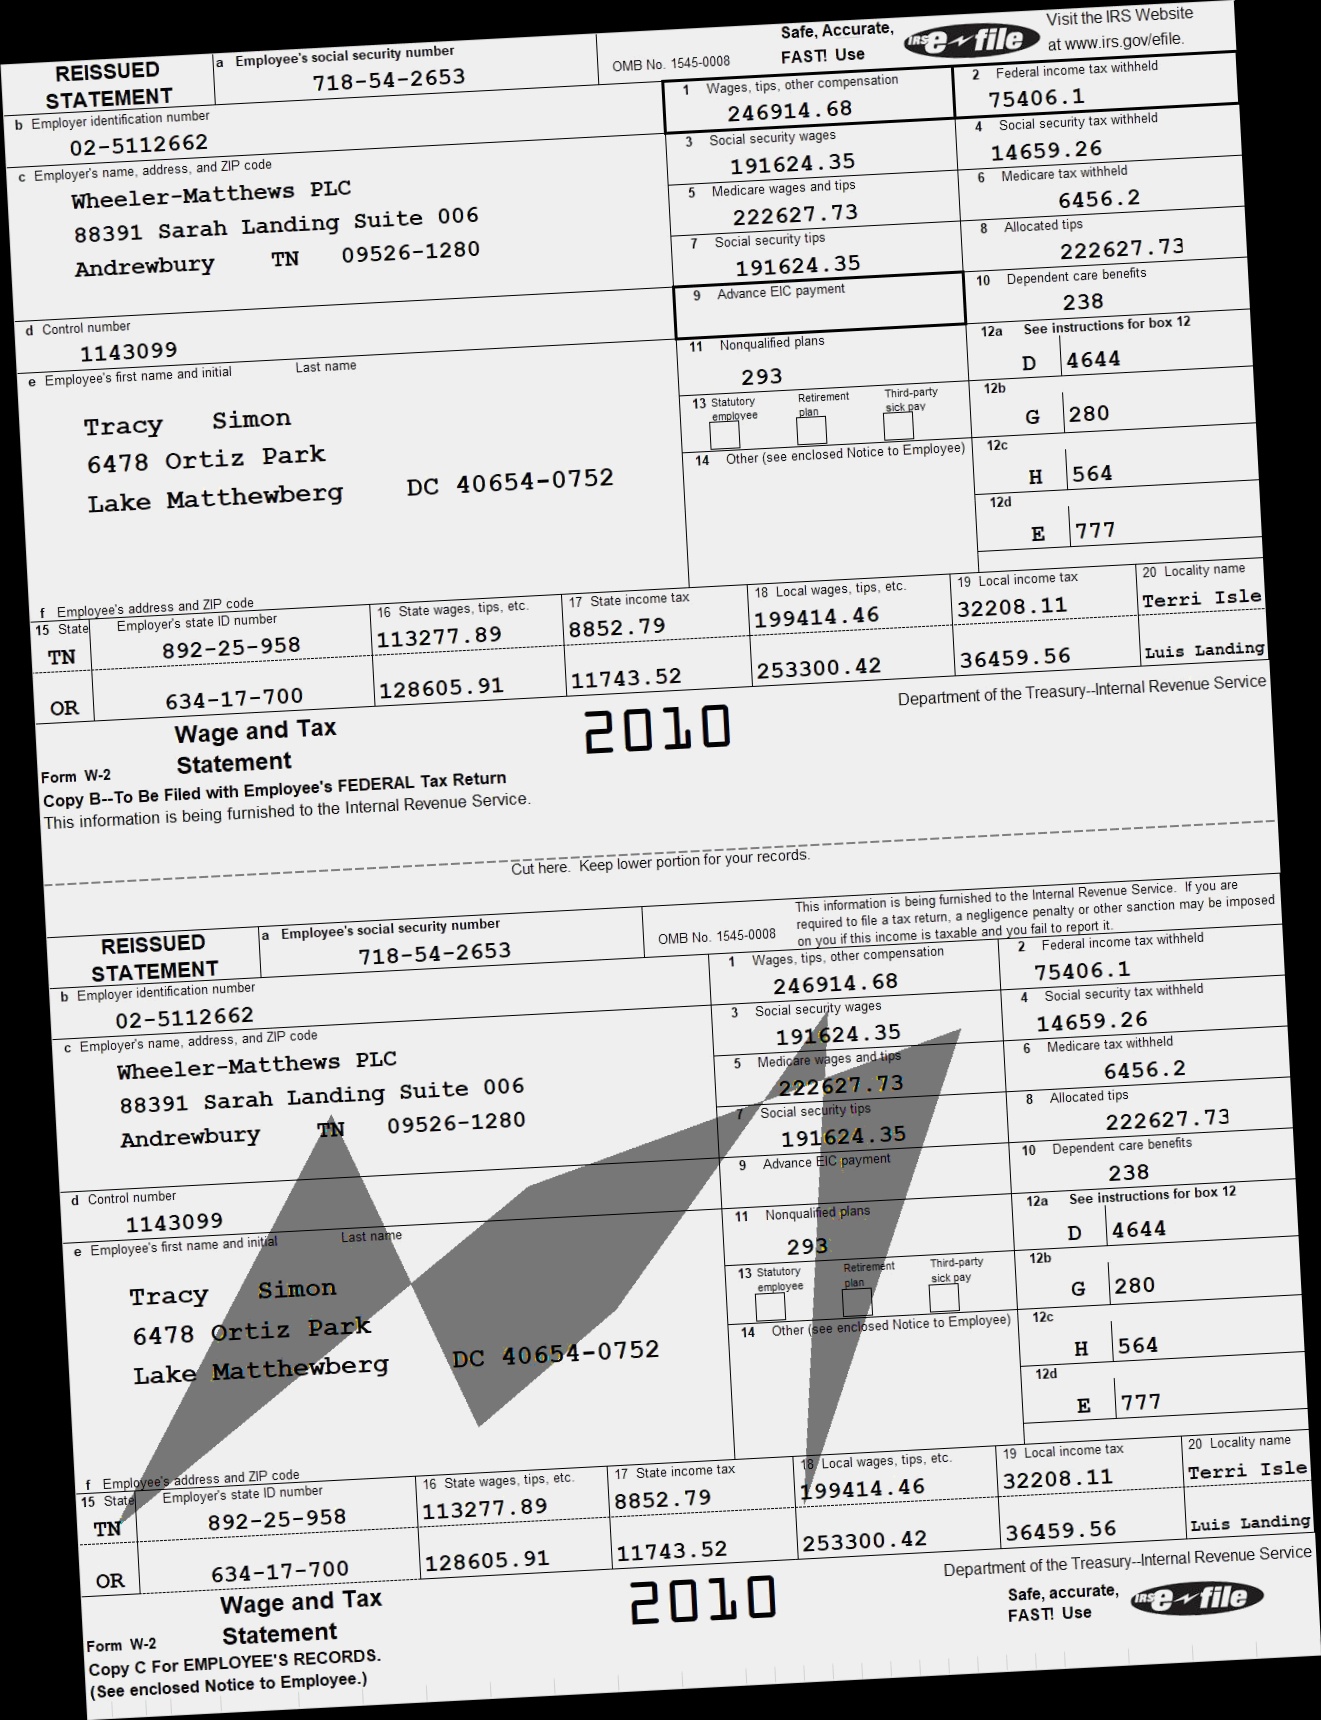 REISSUED STATEMENT
a Employee's social security number
718-54-2653
OMB No. 1545-0008
Safe, Accurate, FAST! Use
IRS e-file
Visit the IRS Website at www.irs.gov/efile.
b Employer identification number
02-5112662
1 Wages, tips, other compensation
246914.68
2 Federal income tax withheld
75406.1
c Employer's name, address, and ZIP code
Wheeler-Matthews PLC
88391 Sarah Landing Suite 006
Andrewbury TN 09526-1280
3 Social security wages
191624.35
4 Social security tax withheld
14659.26
5 Medicare wages and tips
222627.73
6 Medicare tax withheld
6456.2
7 Social security tips
191624.35
8 Allocated tips
222627.73
d Control number
1143099
9 Advance EIC payment
10 Dependent care benefits
238
e Employee's first name and initial Last name
Tracy Simon
6478 Ortiz Park
Lake Matthewberg DC 40654-0752
11 Nonqualified plans
293
12a See instructions for box 12
D 4644
13 Statutory employee Retirement plan Third-party sick pay
12b
G 280
14 Other (see enclosed Notice to Employee)
12c
H 564
12d
E 777
f Employee's address and ZIP code
15 State Employer's state ID number
16 State wages, tips, etc.
17 State income tax
18 Local wages, tips, etc.
19 Local income tax
20 Locality name
TN 892-25-958 113277.89 8852.79 199414.46 32208.11 Terri Isle
OR 634-17-700 128605.91 11743.52 253300.42 36459.56 Luis Landing
Form W-2 Wage and Tax Statement
2010
Department of the Treasury--Internal Revenue Service
Copy B--To Be Filed with Employee's FEDERAL Tax Return
This information is being furnished to the Internal Revenue Service.
Cut here. Keep lower portion for your records.
REISSUED STATEMENT
a Employee's social security number
718-54-2653
OMB No. 1545-0008
This information is being furnished to the Internal Revenue Service. If you are
required to file a tax return, a negligence penalty or other sanction may be imposed
on you if this income is taxable and you fail to report it.
b Employer identification number
02-5112662
1 Wages, tips, other compensation
246914.68
2 Federal income tax withheld
75406.1
c Employer's name, address, and ZIP code
Wheeler-Matthews PLC
88391 Sarah Landing Suite 006
Andrewbury TN 09526-1280
3 Social security wages
191624.35
4 Social security tax withheld
14659.26
5 Medicare wages and tips
222627.73
6 Medicare tax withheld
6456.2
7 Social security tips
191624.35
8 Allocated tips
222627.73
d Control number
1143099
9 Advance EIC payment
10 Dependent care benefits
238
e Employee's first name and initial Last name
Tracy Simon
6478 Ortiz Park
Lake Matthewberg DC 40654-0752
11 Nonqualified plans
293
12a See instructions for box 12
D 4644
13 Statutory employee Retirement plan Third-party sick pay
12b
G 280
14 Other (see enclosed Notice to Employee)
12c
H 564
12d
E 777
f Employee's address and ZIP code
15 State Employer's state ID number
16 State wages, tips, etc.
17 State income tax
18 Local wages, tips, etc.
19 Local income tax
20 Locality name
TN 892-25-958 113277.89 8852.79 199414.46 32208.11 Terri Isle
OR 634-17-700 128605.91 11743.52 253300.42 36459.56 Luis Landing
Form W-2 Wage and Tax Statement
2010
Department of the Treasury--Internal Revenue Service
Safe, accurate, FAST! Use
IRS e-file
Copy C For EMPLOYEE'S RECORDS.
(See enclosed Notice to Employee.)